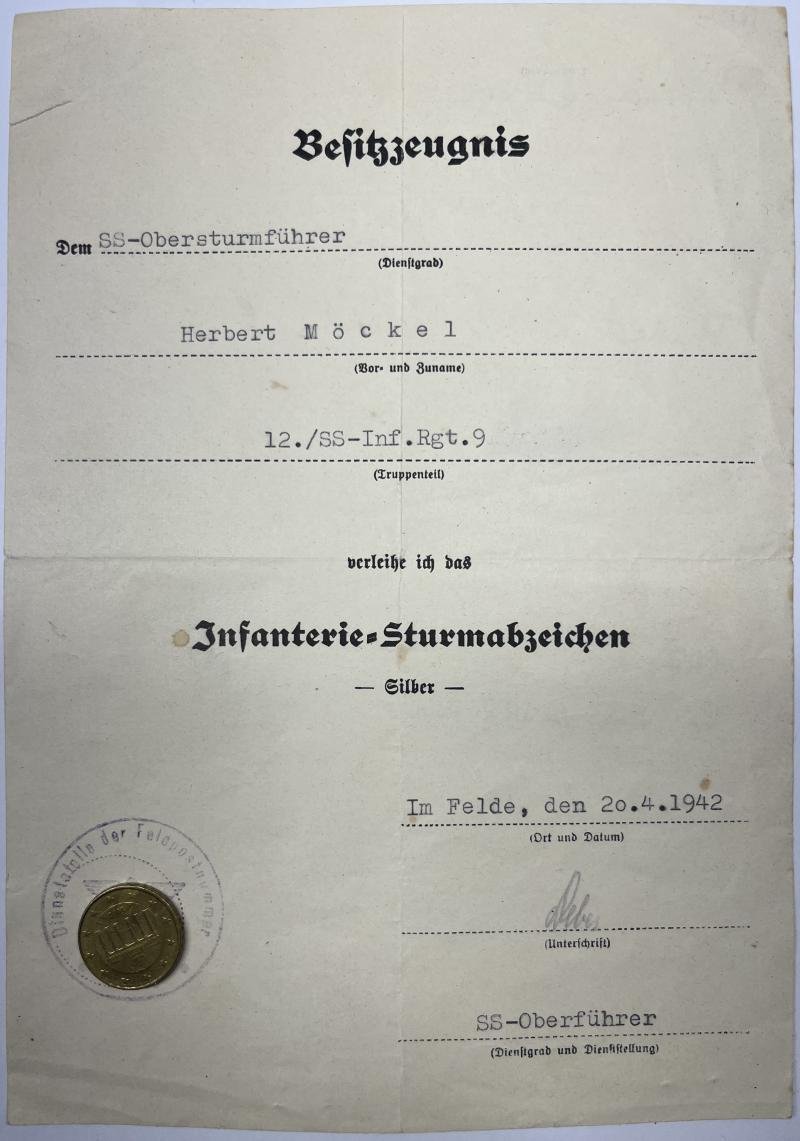 Besitzzeugnis
Dem SS-Obersturmführer
(Dienstgrad)
Herbert M ö c k e l
(Vor- und Zuname)
12./SS-Inf.Rgt.9
(Truppenteil)
verleihe ich das
Infanterie-Sturmabzeichen
— Silber —
Im Felde, den 2o.4.1942
(Ort und Datum)
(Unterschrift)
SS-Oberführer
(Dienstgrad und Dienststellung)
Dienststelle der Feldpostnummer